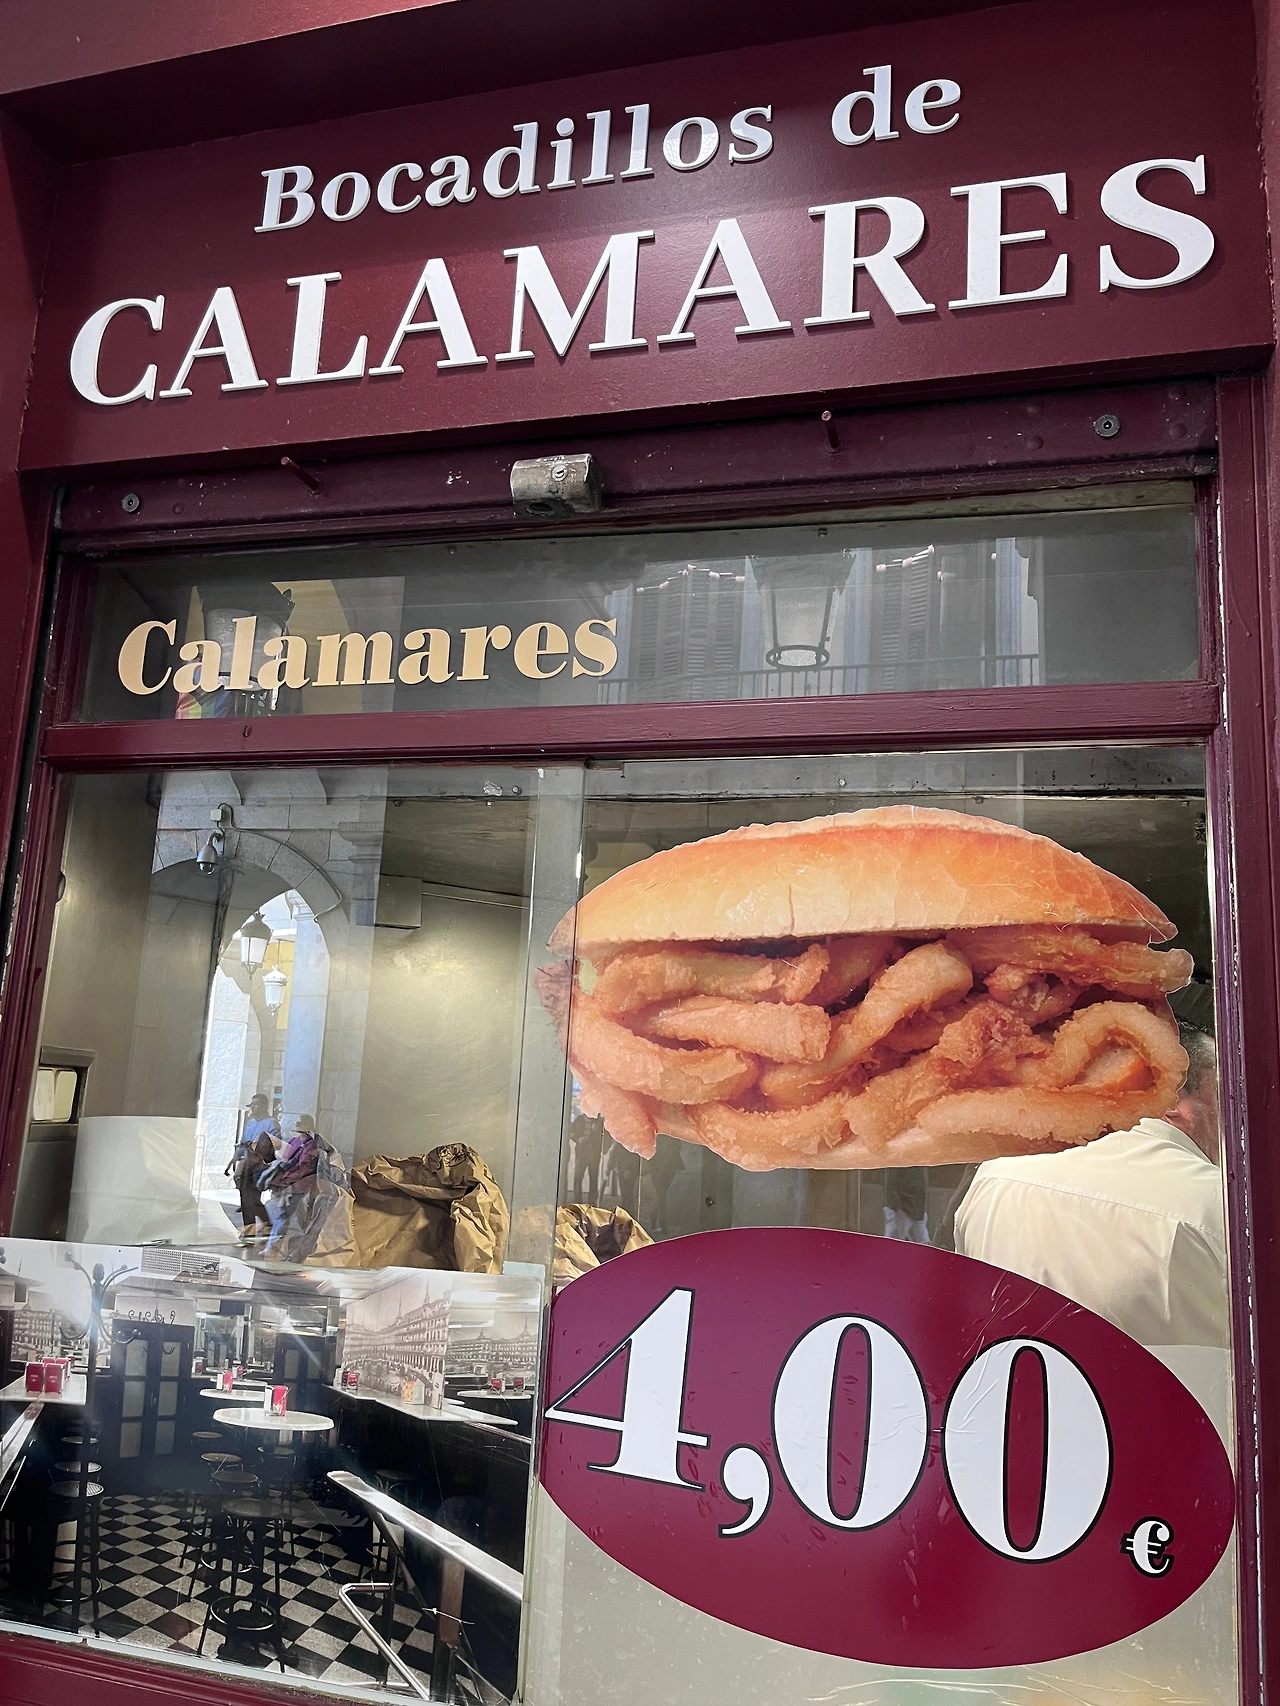 Bocadillos de
CALAMARES
Calamares
4,00 €